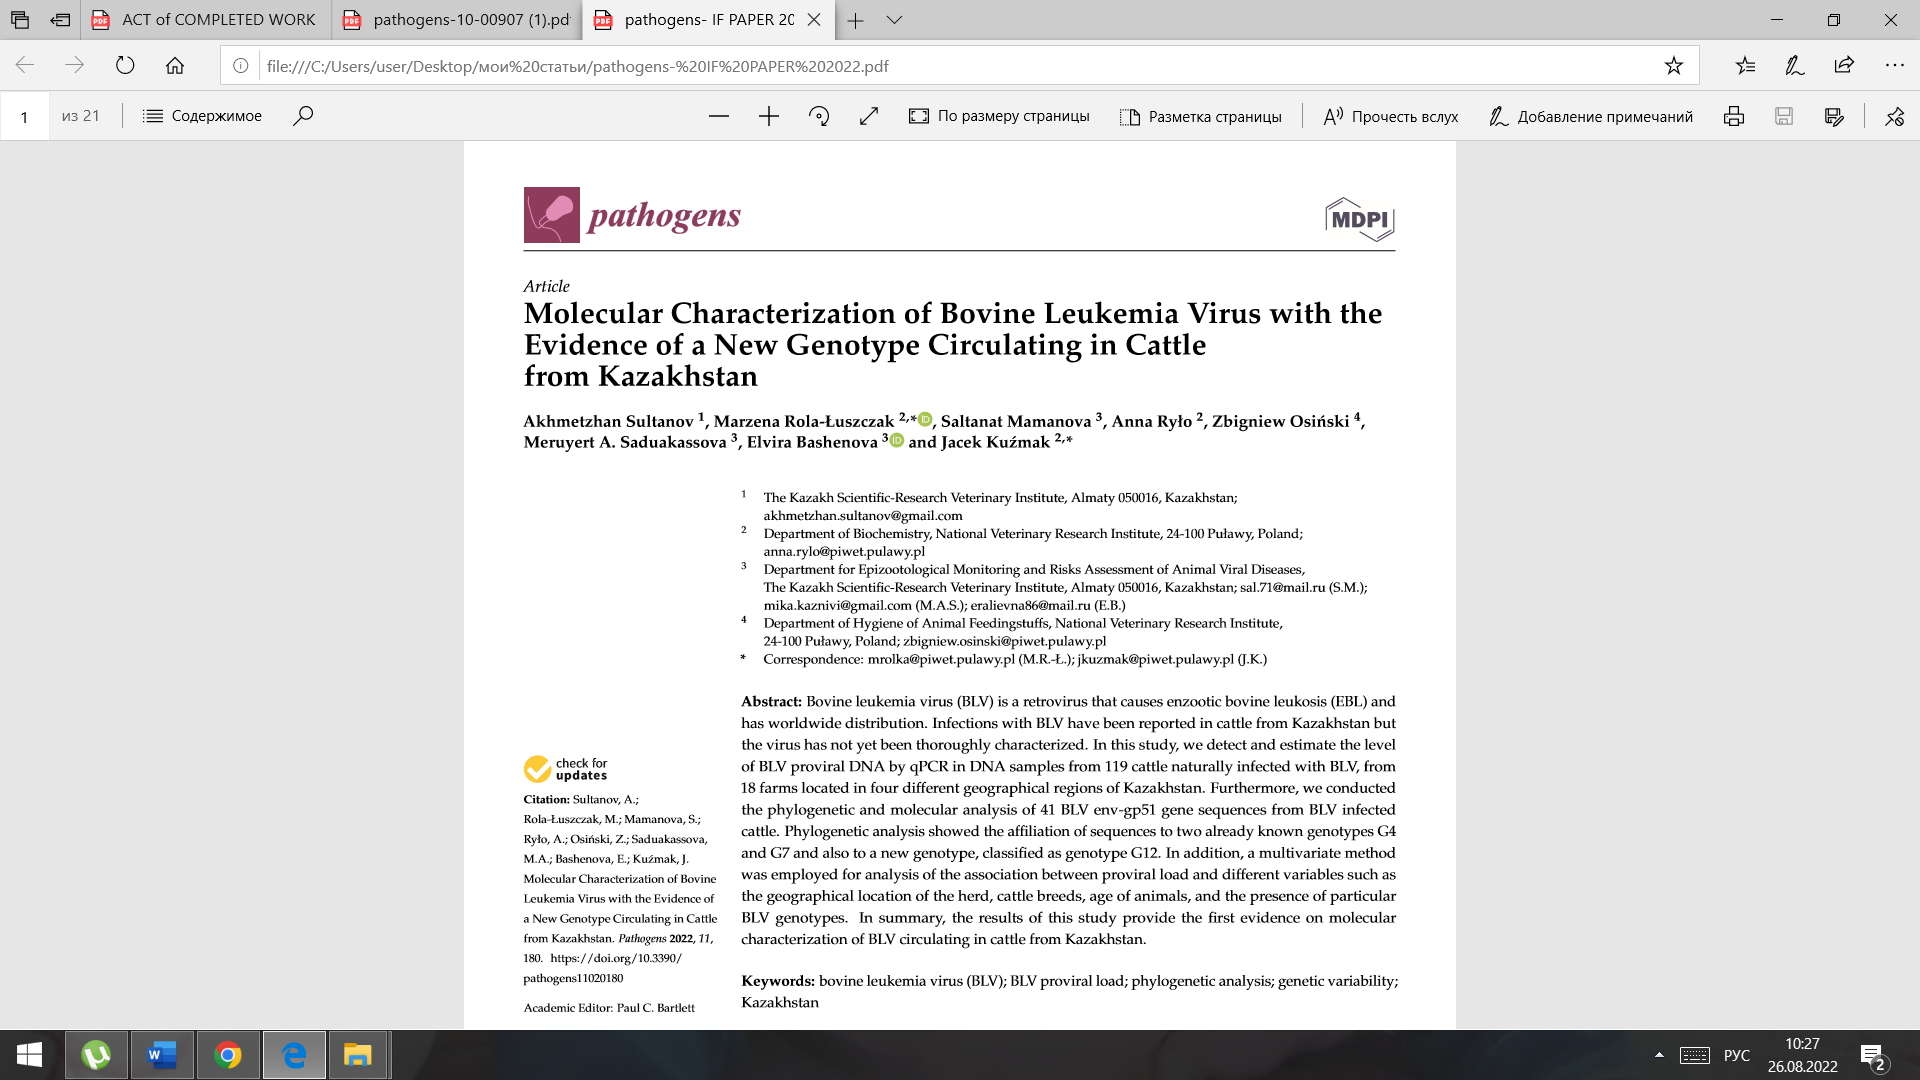 ACT of COMPLETED WORK
pathogens-10-00907 (1).pd
pathogens- IF PAPER 20
file:///C:/Users/user/Desktop/мои%20статьи/pathogens-%20IF%20PAPER%202022.pdf
1
из 21
Содержимое
По размеру страницы
Разметка страницы
Прочесть вслух
Добавление примечаний
pathogens
MDPI
Article
Molecular Characterization of Bovine Leukemia Virus with the
Evidence of a New Genotype Circulating in Cattle
from Kazakhstan
Akhmetzhan Sultanov 1, Marzena Rola-Łuszczak 2,* iD, Saltanat Mamanova 3, Anna Ryło 2, Zbigniew Osiński 4,
Meruyert A. Saduakassova 3, Elvira Bashenova 3 iD and Jacek Kuźmak 2,*
1 The Kazakh Scientific-Research Veterinary Institute, Almaty 050016, Kazakhstan;
akhmetzhan.sultanov@gmail.com
2 Department of Biochemistry, National Veterinary Research Institute, 24-100 Puławy, Poland;
anna.rylo@piwet.pulawy.pl
3 Department for Epizootological Monitoring and Risks Assessment of Animal Viral Diseases,
The Kazakh Scientific-Research Veterinary Institute, Almaty 050016, Kazakhstan; sal.71@mail.ru (S.M.);
mika.kaznivi@gmail.com (M.A.S.); eralievna86@mail.ru (E.B.)
4 Department of Hygiene of Animal Feedingstuffs, National Veterinary Research Institute,
24-100 Puławy, Poland; zbigniew.osinski@piwet.pulawy.pl
* Correspondence: mrolka@piwet.pulawy.pl (M.R.-Ł.); jkuzmak@piwet.pulawy.pl (J.K.)
Abstract: Bovine leukemia virus (BLV) is a retrovirus that causes enzootic bovine leukosis (EBL) and
has worldwide distribution. Infections with BLV have been reported in cattle from Kazakhstan but
the virus has not yet been thoroughly characterized. In this study, we detect and estimate the level
of BLV proviral DNA by qPCR in DNA samples from 119 cattle naturally infected with BLV, from
18 farms located in four different geographical regions of Kazakhstan. Furthermore, we conducted
the phylogenetic and molecular analysis of 41 BLV env-gp51 gene sequences from BLV infected
cattle. Phylogenetic analysis showed the affiliation of sequences to two already known genotypes G4
and G7 and also to a new genotype, classified as genotype G12. In addition, a multivariate method
was employed for analysis of the association between proviral load and different variables such as
the geographical location of the herd, cattle breeds, age of animals, and the presence of particular
BLV genotypes. In summary, the results of this study provide the first evidence on molecular
characterization of BLV circulating in cattle from Kazakhstan.
Keywords: bovine leukemia virus (BLV); BLV proviral load; phylogenetic analysis; genetic variability;
Kazakhstan
check for
updates
Citation: Sultanov, A.;
Rola-Łuszczak, M.; Mamanova, S.;
Ryło, A.; Osiński, Z.; Saduakassova,
M.A.; Bashenova, E.; Kuźmak, J.
Molecular Characterization of Bovine
Leukemia Virus with the Evidence of
a New Genotype Circulating in Cattle
from Kazakhstan. Pathogens 2022, 11,
180. https://doi.org/10.3390/
pathogens11020180
Academic Editor: Paul C. Bartlett
РУС
10:27
26.08.2022
2